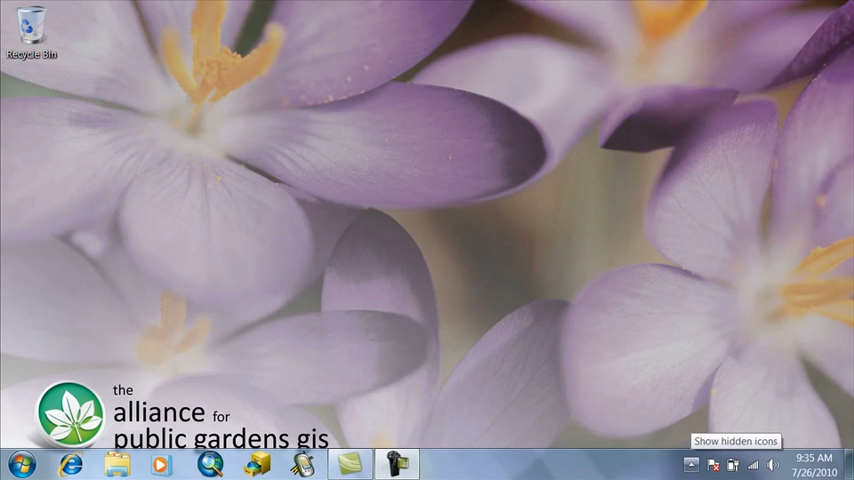 Recycle Bin
the
alliance for
public gardens gis
Show hidden icons
9:35 AM
7/26/2010